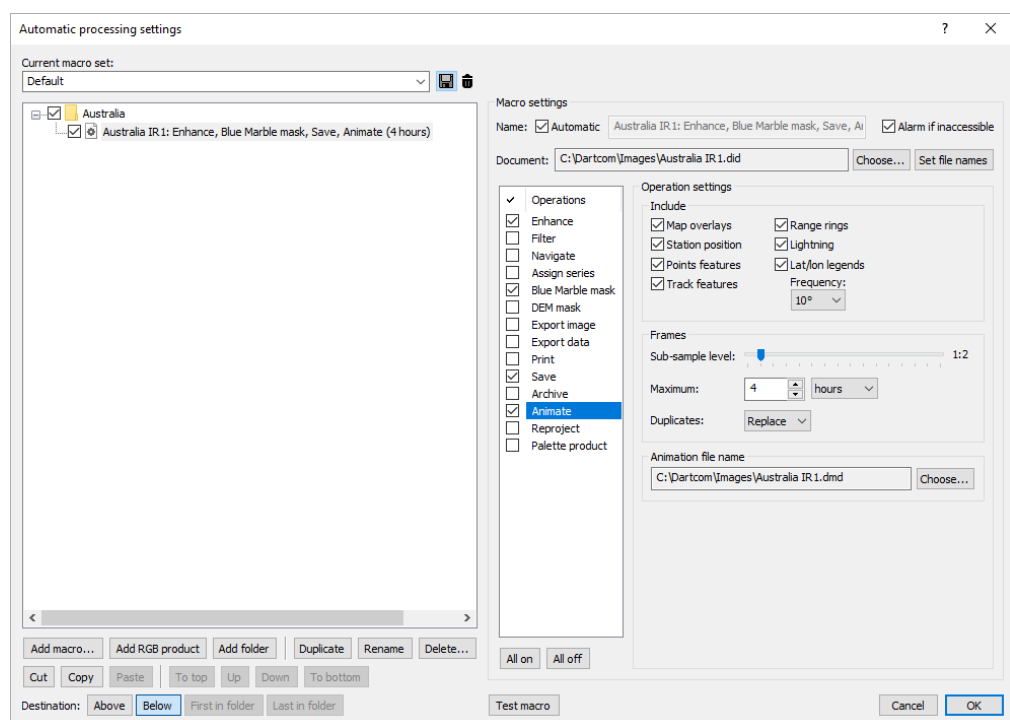 Automatic processing settings
Current macro set:
Default
Australia
Australia IR1: Enhance, Blue Marble mask, Save, Animate (4 hours)
Add macro... Add RGB product Add folder Duplicate Rename Delete...
Cut Copy Paste To top Up Down To bottom
Destination: Above Below First in folder Last in folder
Macro settings
Name: Automatic Australia IR1: Enhance, Blue Marble mask, Save, Alarm if inaccessible
Document: C:\Dartcom\Images\Australia IR1.did Choose... Set file names
Operations
Enhance
Filter
Navigate
Assign series
Blue Marble mask
DEM mask
Export image
Export data
Print
Save
Archive
Animate
Reproject
Palette product
All on All off
Operation settings
Include
Map overlays Range rings
Station position Lightning
Points features Lat/lon legends
Track features Frequency:
10°
Frames
Sub-sample level: 1:2
Maximum: 4 hours
Duplicates: Replace
Animation file name
C:\Dartcom\Images\Australia IR1.dmd Choose...
Test macro Cancel OK